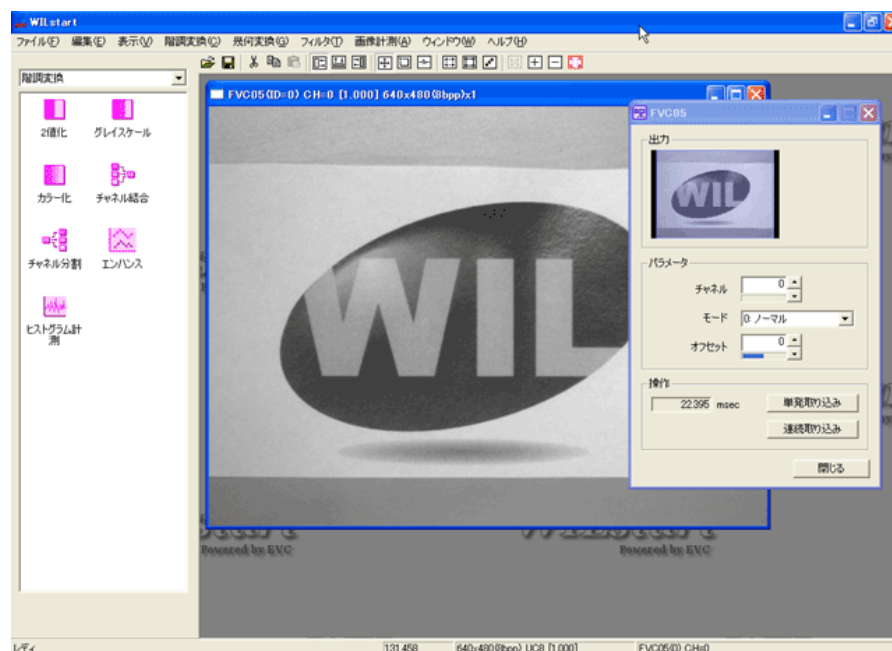 WILstart
ファイル(F) 編集(E) 表示(V) 階調変換(C) 幾何変換(G) フィルタ(T) 画像計測(A) ウィンドウ(W) ヘルプ(H)
階調変換
2値化
グレイスケール
カラー化
チャネル結合
チャネル分割
エンハンス
ヒストグラム計測
FVC05(ID=0) CH=0 [1.000] 640x480(8bpp)x1
WIL
FVC05
出力
WIL
パラメータ
チャネル 0
モード 0: ノーマル
オフセット 0
操作
22.395 msec
単発取り込み
連続取り込み
閉じる
Powered by EVC
WILstart
Powered by EVC
レディ
131.458
640x480(8bpp) UC8 [1.000]
FVC05(0) CH=0